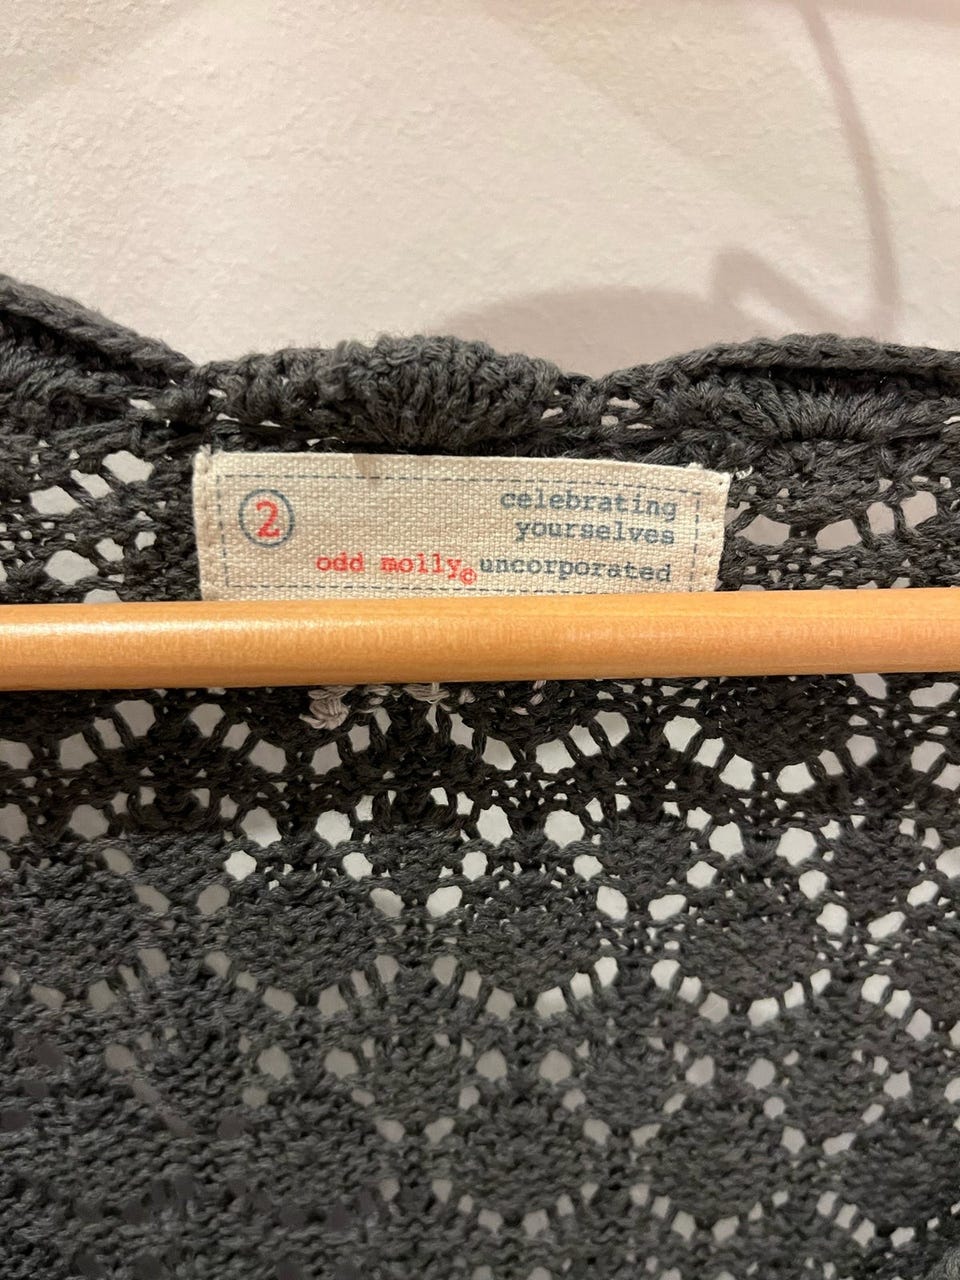 2
celebrating
yourselves
odd molly© uncorporated